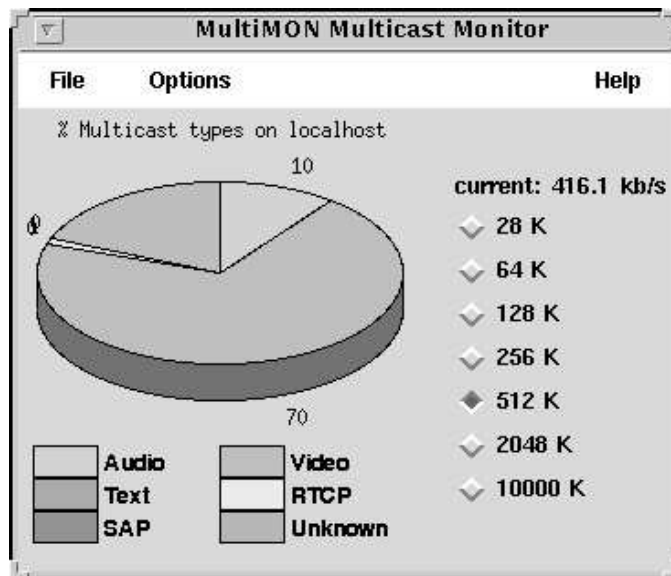 MultiMON Multicast Monitor
File Options Help
% Multicast types on localhost
10
70
current: 416.1 kb/s
28 K
64 K
128 K
256 K
512 K
2048 K
10000 K
Audio
Video
Text
RTCP
SAP
Unknown